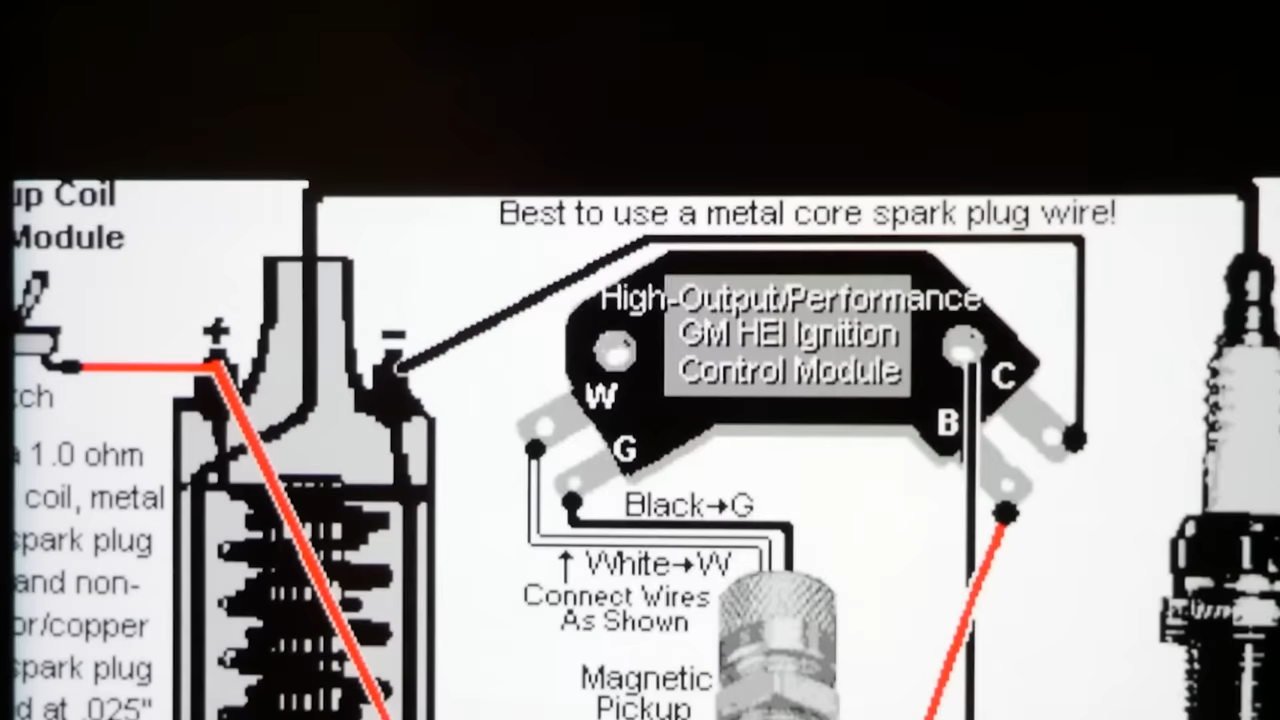 up Coil
Module
Best to use a metal core spark plug wire!
+
−
High-Output/Performance
GM HEI Ignition
Control Module
W
G
B
C
Black→G
↑ White→W
Connect Wires
As Shown
Magnetic
Pickup
tch
a 1.0 ohm
coil, metal
spark plug
and non-
or/copper
spark plug
d at .025"